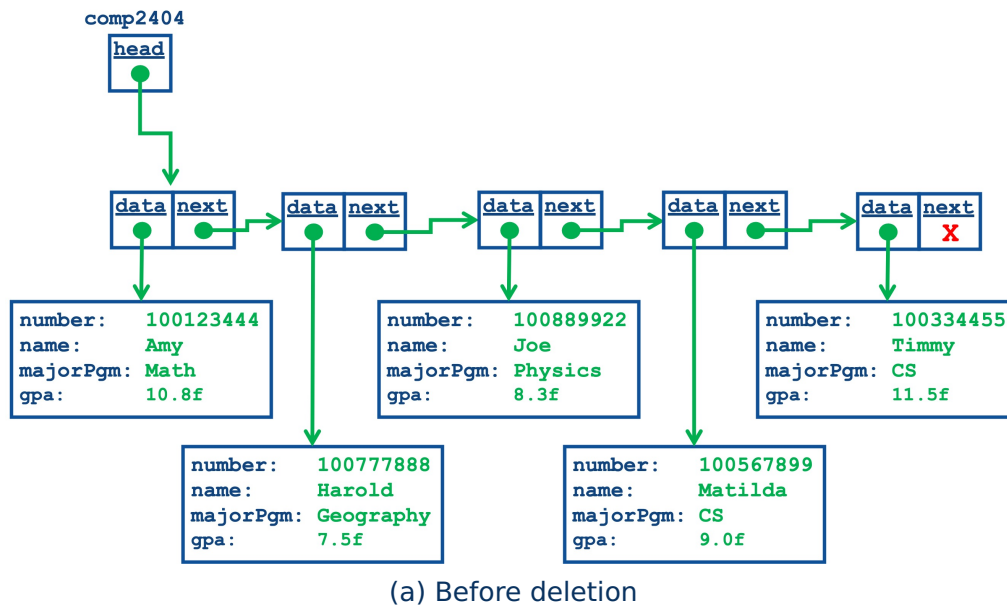 comp2404
head
data next
data next
data next
data next
data next
X
number: 100123444
name: Amy
majorPgm: Math
gpa: 10.8f
number: 100889922
name: Joe
majorPgm: Physics
gpa: 8.3f
number: 100334455
name: Timmy
majorPgm: CS
gpa: 11.5f
number: 100777888
name: Harold
majorPgm: Geography
gpa: 7.5f
number: 100567899
name: Matilda
majorPgm: CS
gpa: 9.0f
(a) Before deletion